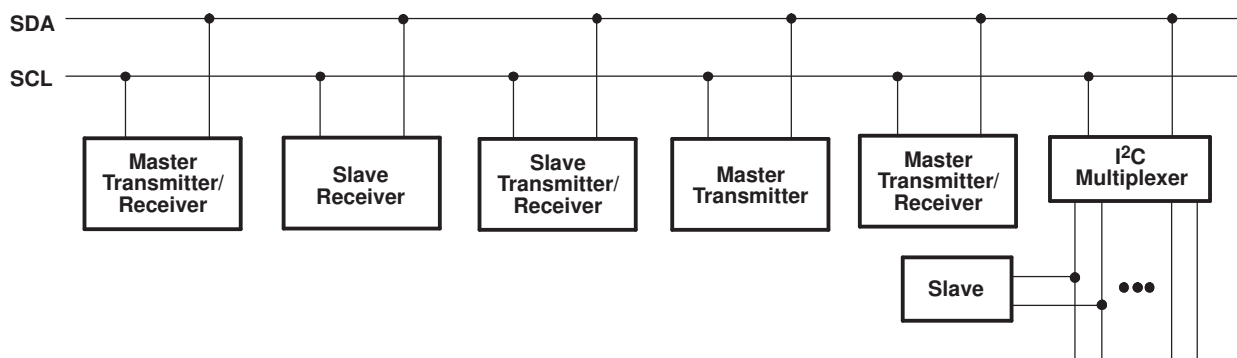 SDA
SCL
Master
Transmitter/
Receiver
Slave
Receiver
Slave
Transmitter/
Receiver
Master
Transmitter
Master
Transmitter/
Receiver
I²C
Multiplexer
Slave